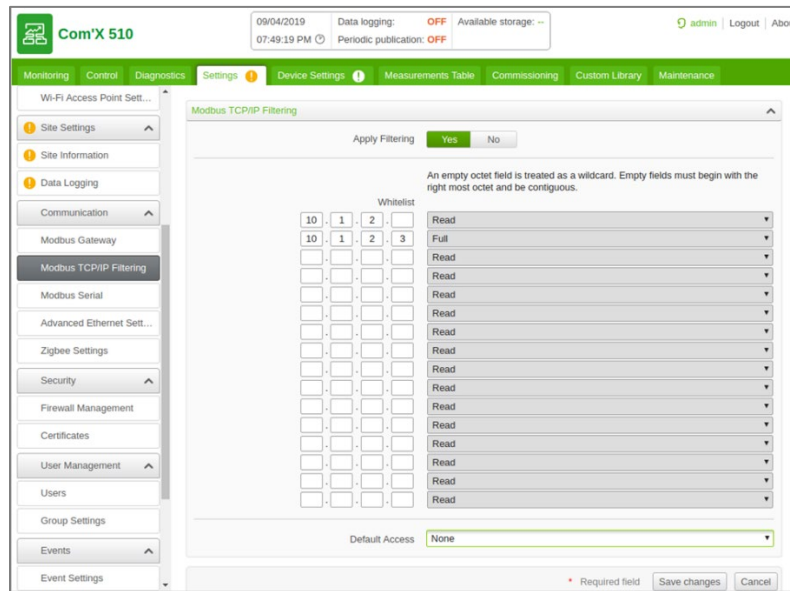 Com'X 510
09/04/2019 Data logging: OFF Available storage: --
07:49:19 PM Periodic publication: OFF
admin | Logout | Abo
Monitoring Control Diagnostics Settings Device Settings Measurements Table Commissioning Custom Library Maintenance
Wi-Fi Access Point Sett...
Site Settings
Site Information
Data Logging
Communication
Modbus Gateway
Modbus TCP/IP Filtering
Modbus Serial
Advanced Ethernet Sett...
Zigbee Settings
Security
Firewall Management
Certificates
User Management
Users
Group Settings
Events
Event Settings
Modbus TCP/IP Filtering
Apply Filtering Yes No
An empty octet field is treated as a wildcard. Empty fields must begin with the
right most octet and be contiguous.
Whitelist
10 . 1 . 2 . Read
10 . 1 . 2 . 3 Full
. . . Read
. . . Read
. . . Read
. . . Read
. . . Read
. . . Read
. . . Read
. . . Read
. . . Read
. . . Read
. . . Read
. . . Read
. . . Read
. . . Read
Default Access None
* Required field Save changes Cancel